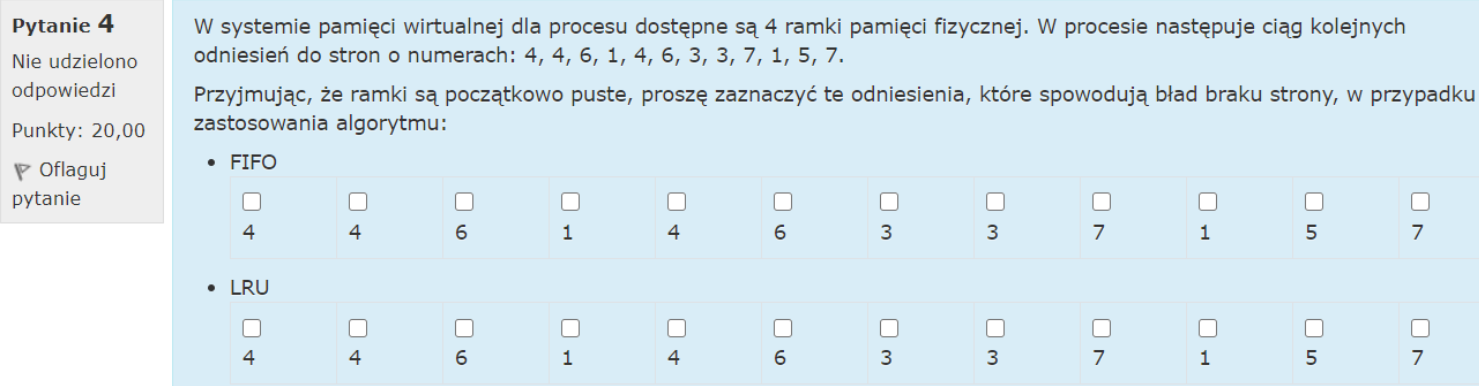 Pytanie 4
Nie udzielono
odpowiedzi
Punkty: 20,00
Oflaguj
pytanie
W systemie pamięci wirtualnej dla procesu dostępne są 4 ramki pamięci fizycznej. W procesie następuje ciąg kolejnych
odniesień do stron o numerach: 4, 4, 6, 1, 4, 6, 3, 3, 7, 1, 5, 7.
Przyjmując, że ramki są początkowo puste, proszę zaznaczyć te odniesienia, które spowodują bład braku strony, w przypadku
zastosowania algorytmu:
• FIFO
4 4 6 1 4 6 3 3 7 1 5 7
• LRU
4 4 6 1 4 6 3 3 7 1 5 7